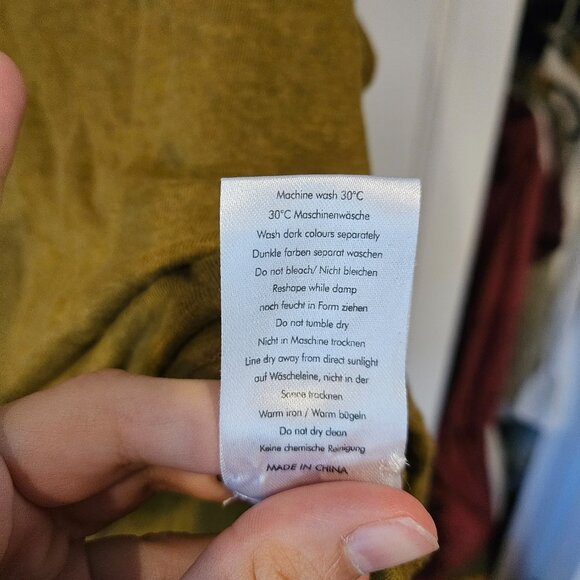 Machine wash 30°C
30°C Maschinenwäsche
Wash dark colours separately
Dunkle farben separat waschen
Do not bleach/ Nicht bleichen
Reshape while damp
noch feucht in Form ziehen
Do not tumble dry
Nicht in Maschine trocknen
Line dry away from direct sunlight
auf Wäscheleine, nicht in der
Sonne trocknen
Warm iron / Warm bügeln
Do not dry clean
Keine chemische Reinigung
MADE IN CHINA